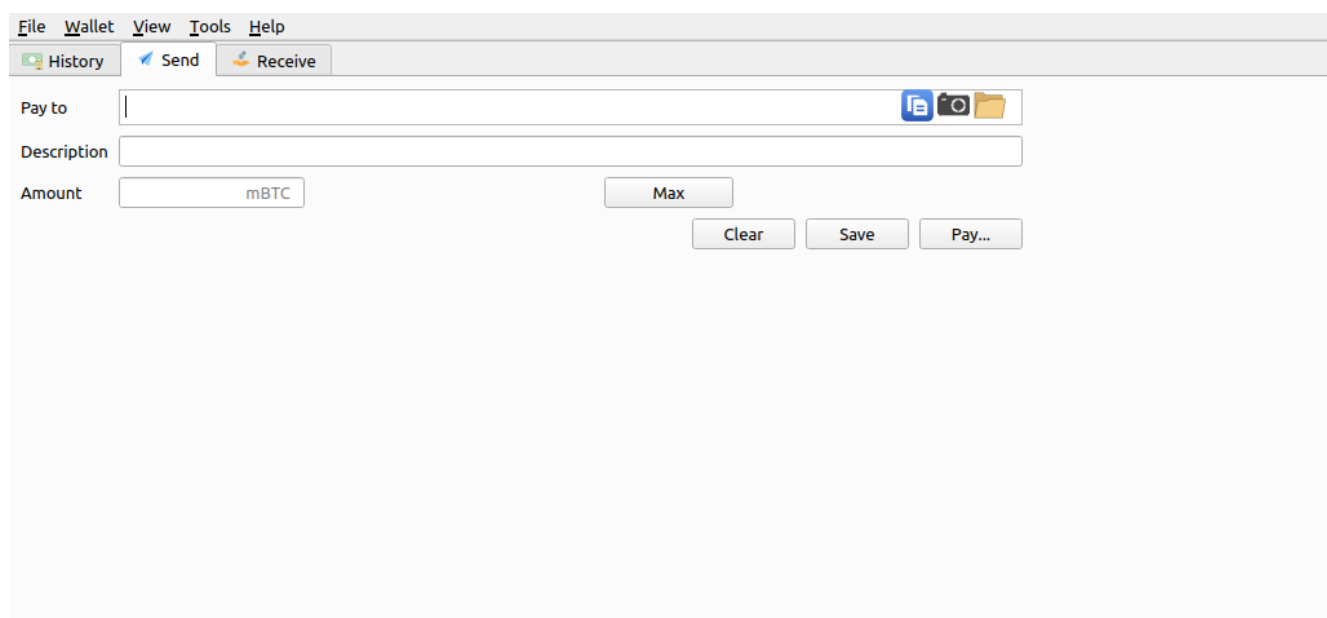 File Wallet View Tools Help
History Send Receive
Pay to
Description
Amount mBTC Max
Clear Save Pay...